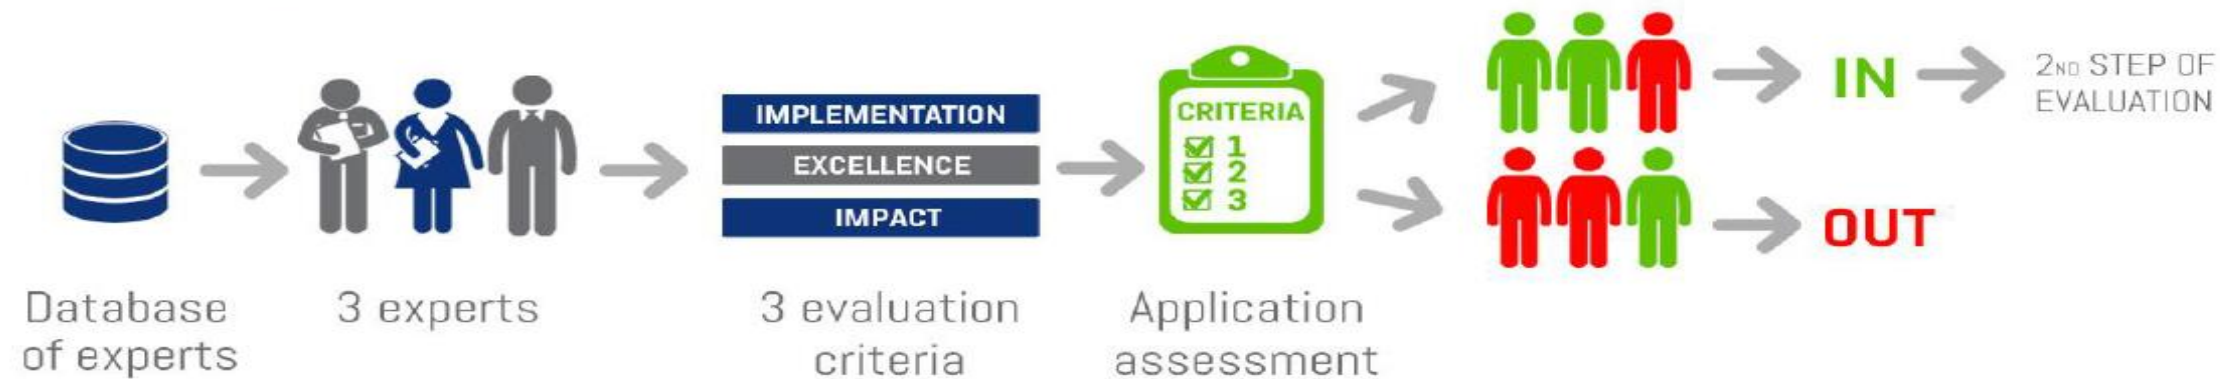 Database
of experts
3 experts
IMPLEMENTATION
EXCELLENCE
IMPACT
3 evaluation
criteria
CRITERIA
1
2
3
Application
assessment
IN
2ND STEP OF
EVALUATION
OUT